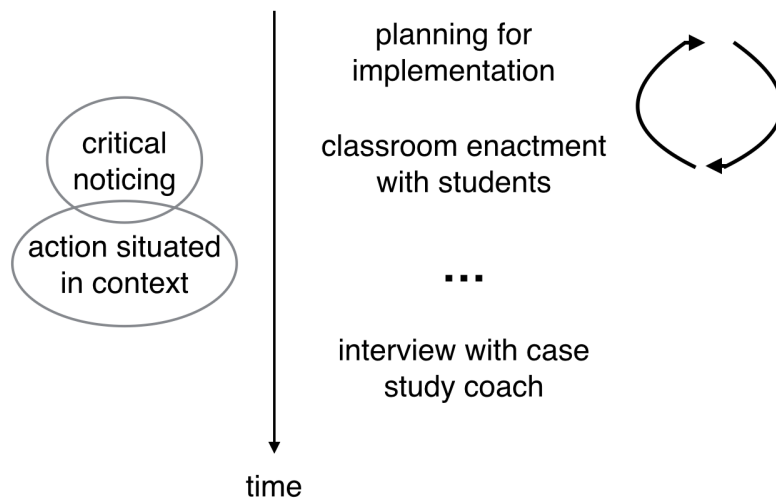 critical
noticing
action situated
in context
planning for
implementation
classroom enactment
with students
...
interview with case
study coach
time